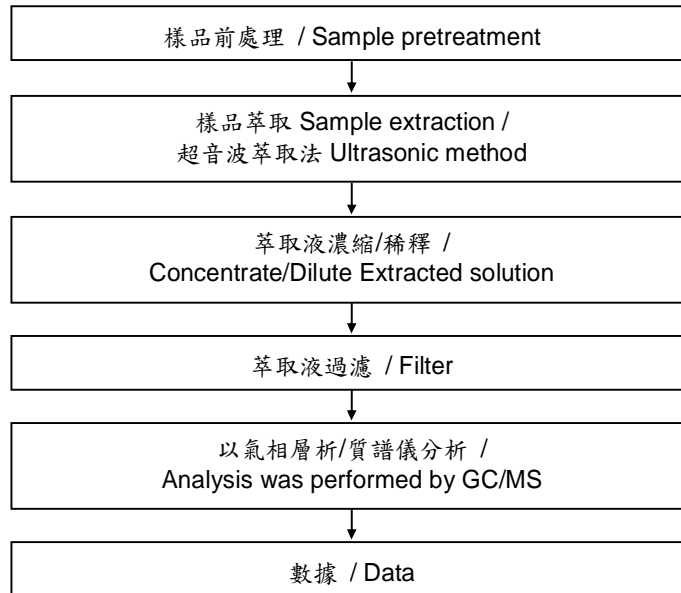 樣品前處理 / Sample pretreatment
樣品萃取 Sample extraction /
超音波萃取法 Ultrasonic method
萃取液濃縮/稀釋 /
Concentrate/Dilute Extracted solution
萃取液過濾 / Filter
以氣相層析/質譜儀分析 /
Analysis was performed by GC/MS
數據 / Data